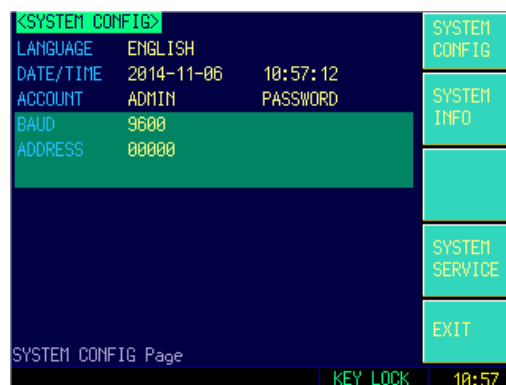 <SYSTEM CONFIG>
LANGUAGE ENGLISH
DATE/TIME 2014-11-06 10:57:12
ACCOUNT ADMIN PASSWORD
BAUD 9600
ADDRESS 00000
SYSTEM CONFIG Page
SYSTEM
CONFIG
SYSTEM
INFO
SYSTEM
SERVICE
EXIT
KEY LOCK 10:57